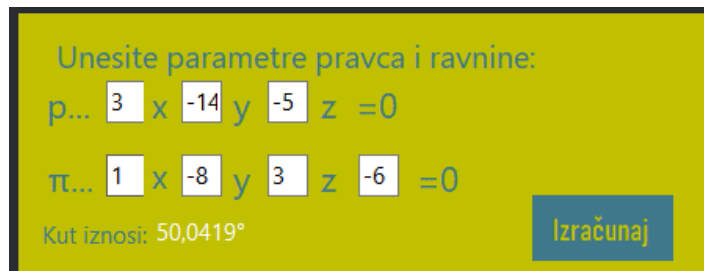 Unesite parametre pravca i ravnine:
p... 3 x -14 y -5 z =0
π... 1 x -8 y 3 z -6 =0
Kut iznosi: 50,0419° Izračunaj